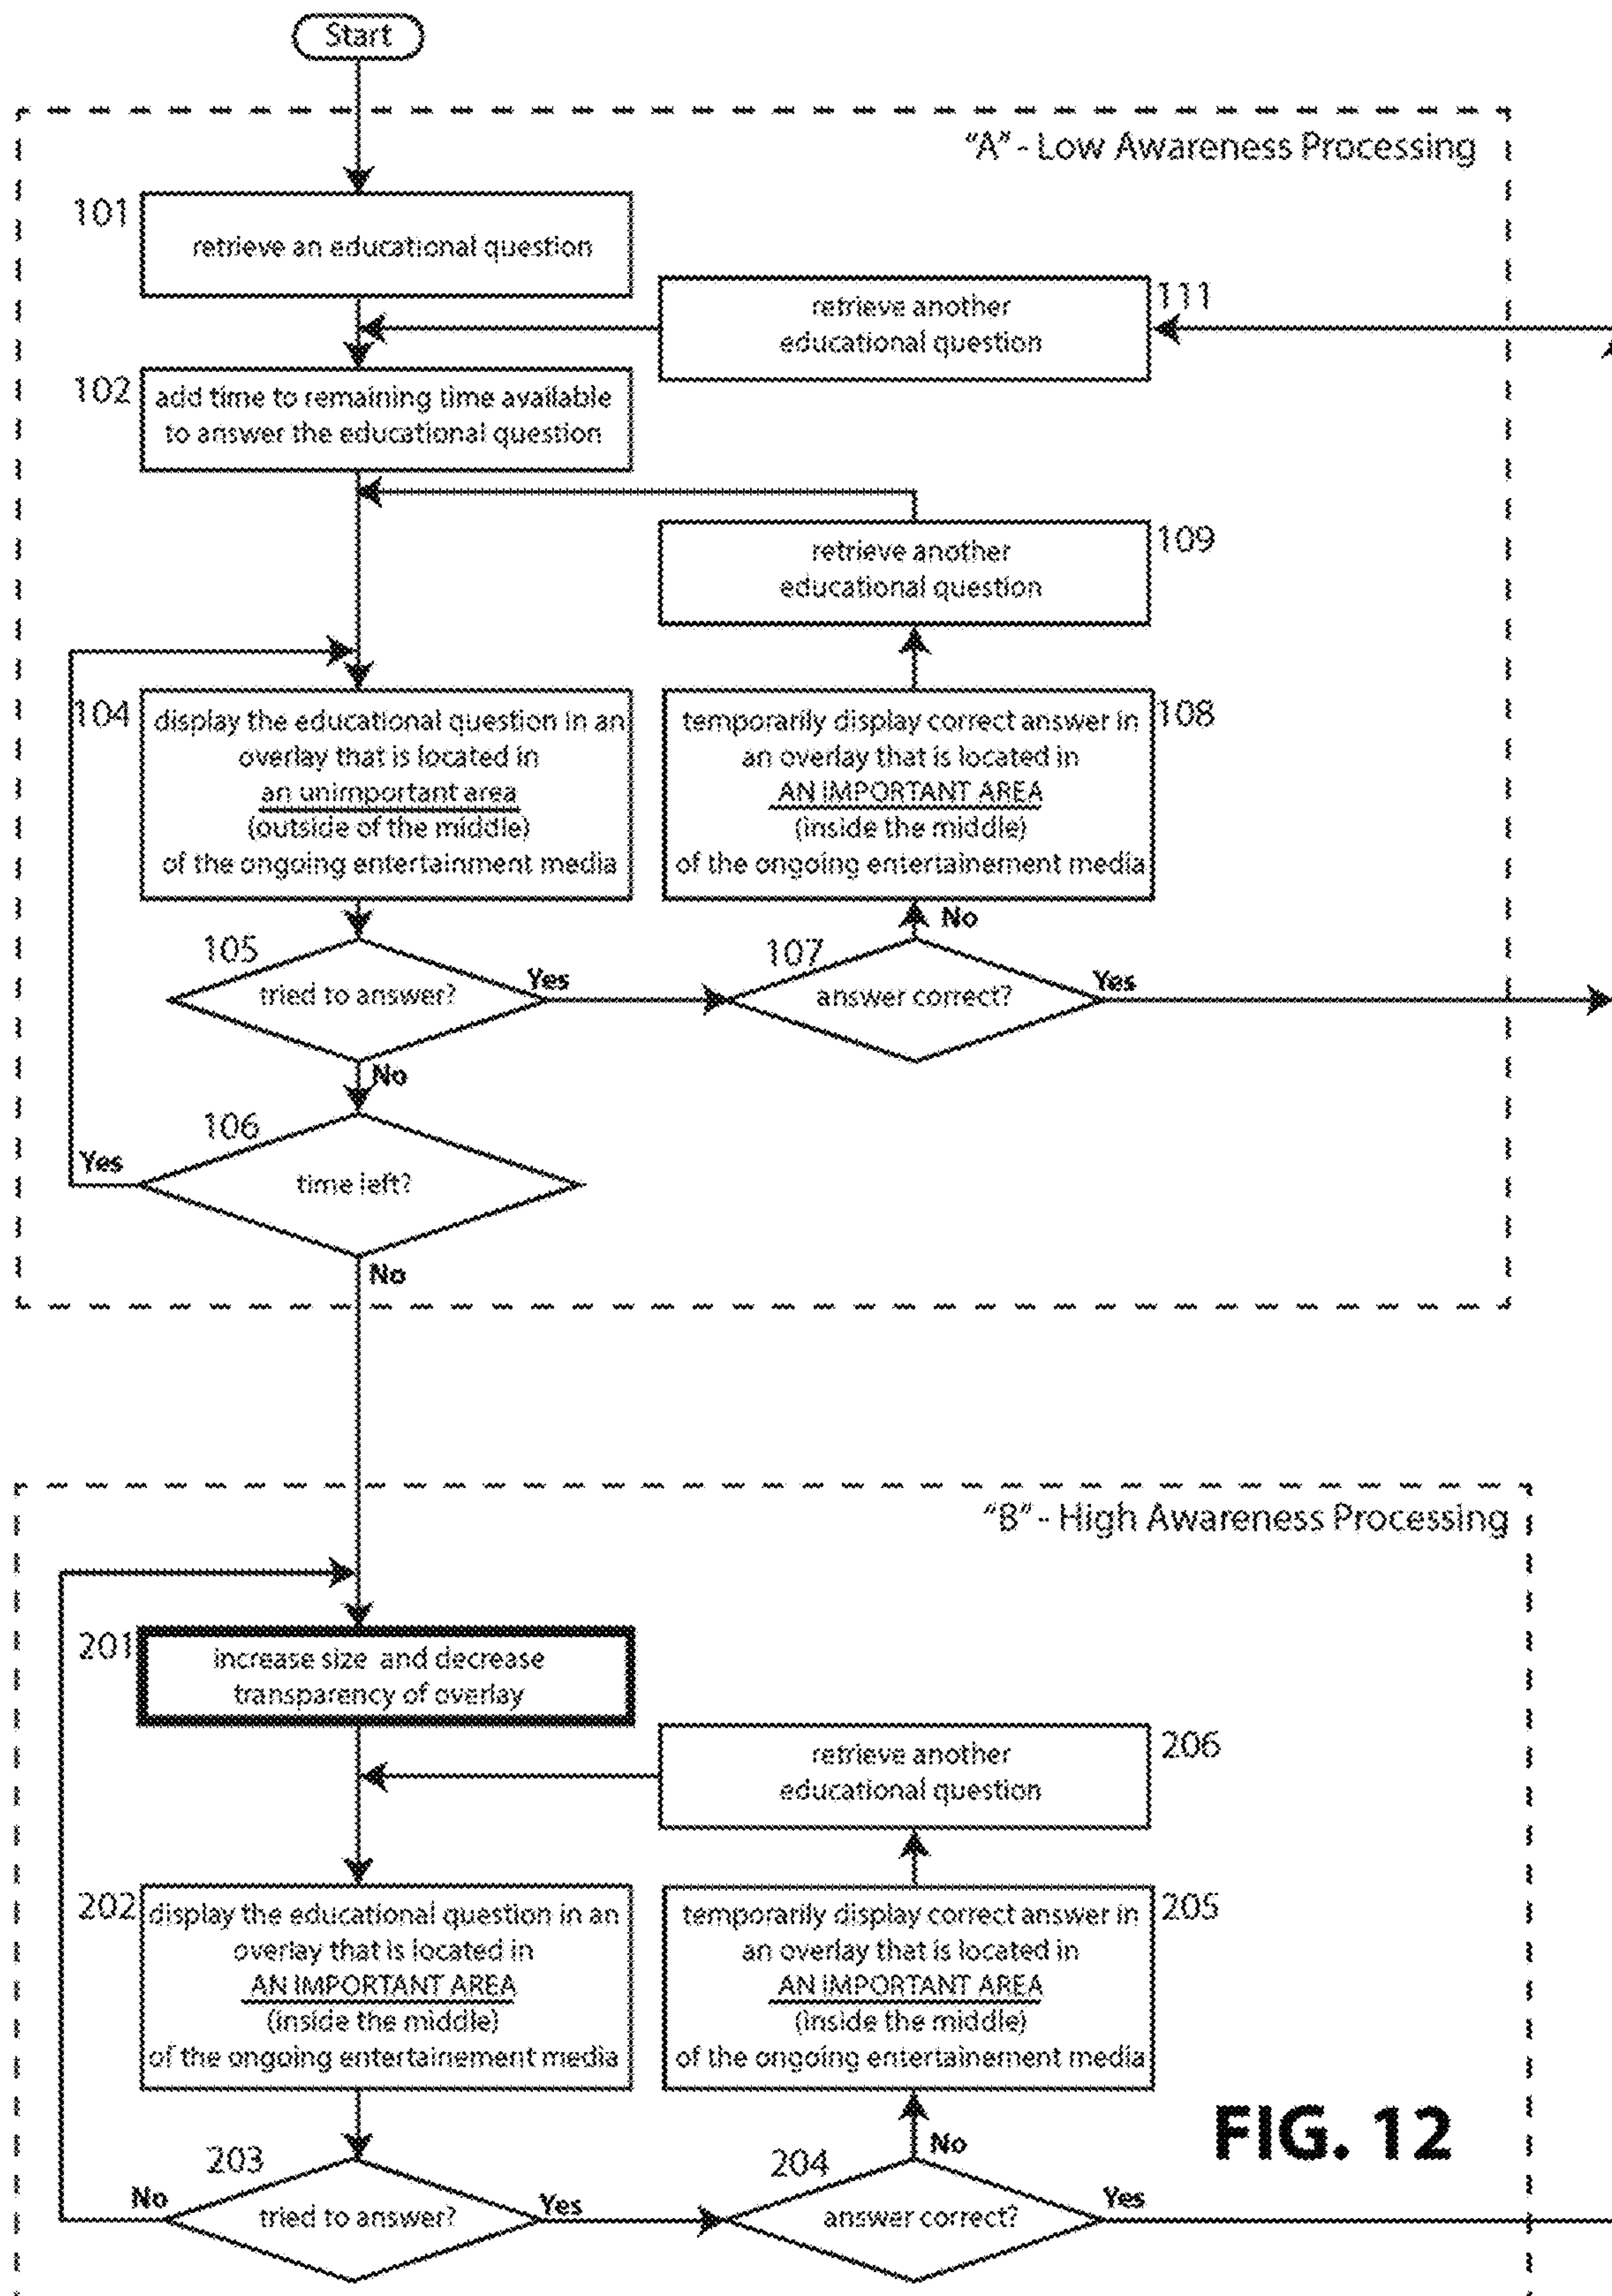 Start
"A" - Low Awareness Processing
101
retrieve an educational question
retrieve another
educational question
111
102
add time to remaining time available
to answer the educational question
retrieve another
educational question
109
104
display the educational question in an
overlay that is located in
an unimportant area
(outside of the middle)
of the ongoing entertainment media
temporarily display correct answer in
an overlay that is located in
AN IMPORTANT AREA
(inside the middle)
of the ongoing entertainement media
108
No
105
tried to answer?
Yes
107
answer correct?
Yes
No
106
time left?
Yes
No
"B" - High Awareness Processing
201
increase size and decrease
transparency of overlay
retrieve another
educational question
206
202
display the educational question in an
overlay that is located in
AN IMPORTANT AREA
(inside the middle)
of the ongoing entertainement media
temporarily display correct answer in
an overlay that is located in
AN IMPORTANT AREA
(inside the middle)
of the ongoing entertainement media
205
FIG. 12
203
No
tried to answer?
Yes
204
No
answer correct?
Yes